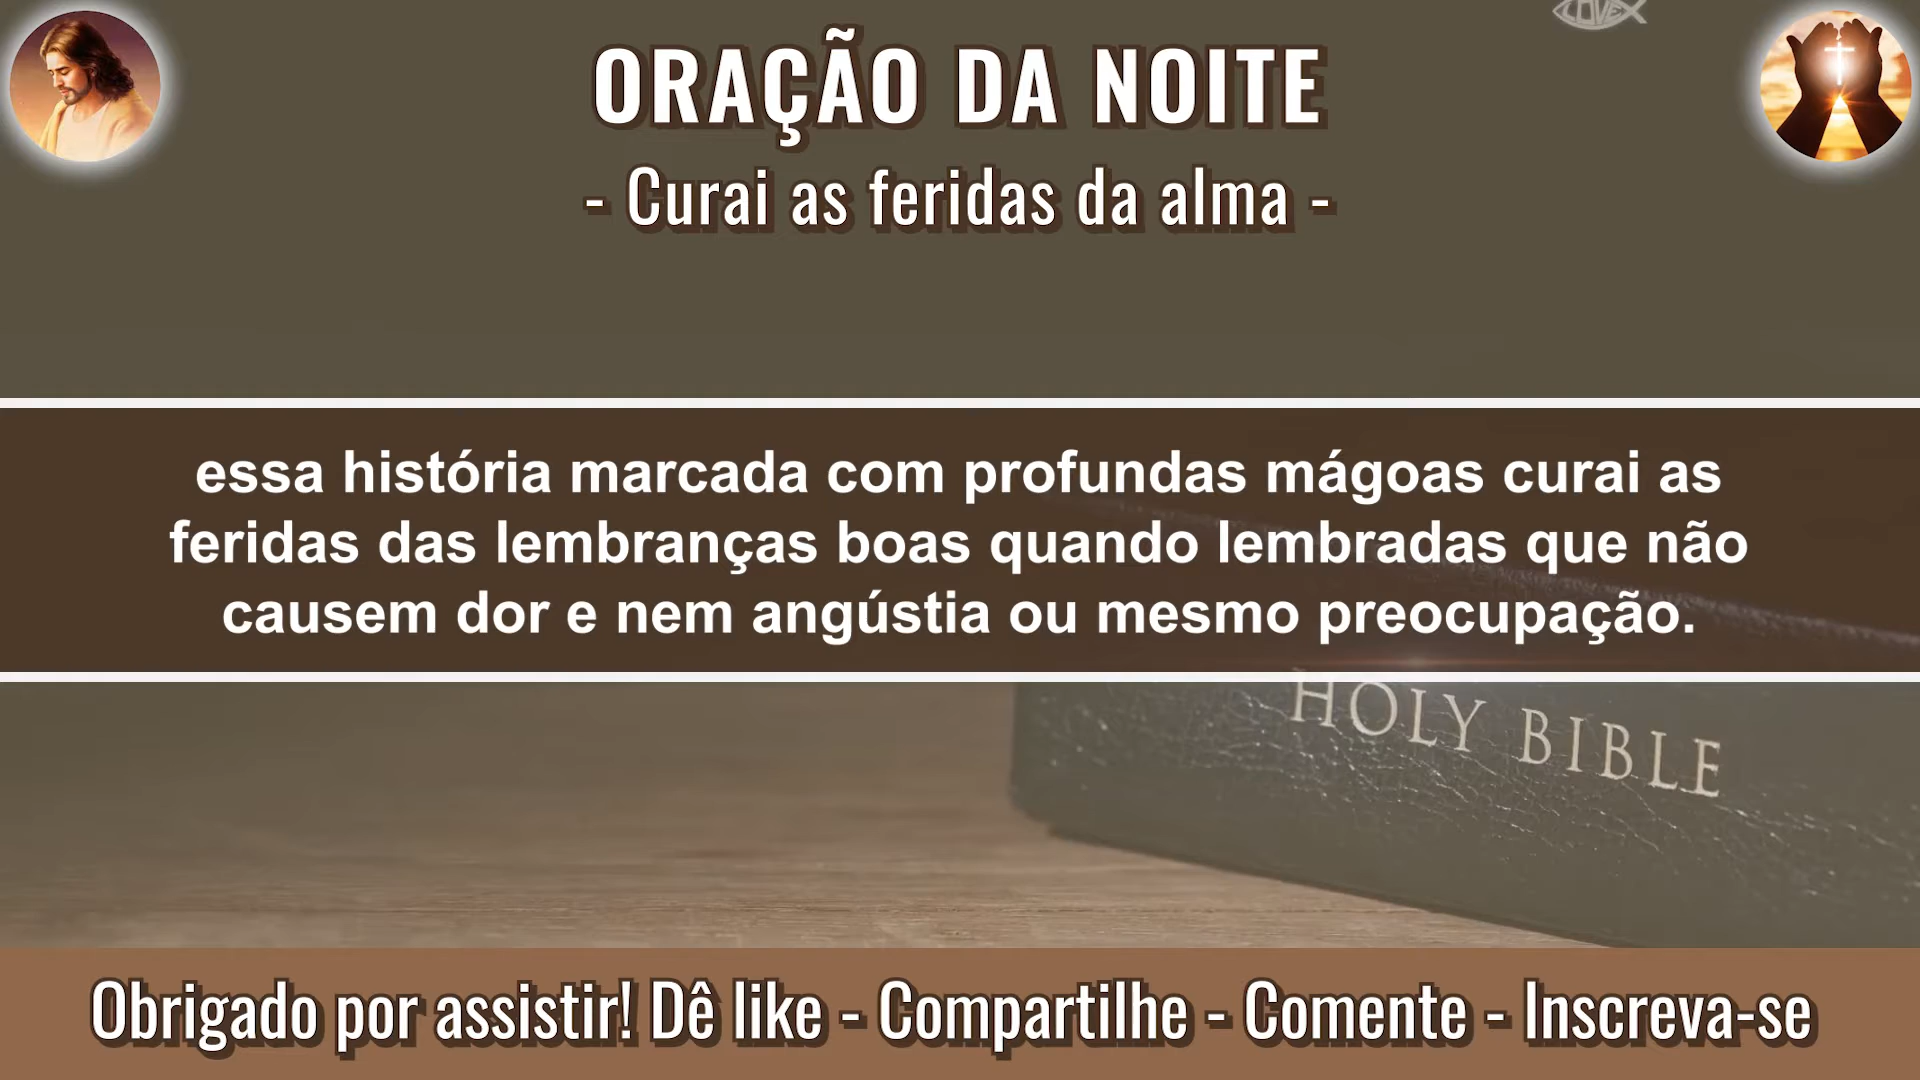 LOVE
ORAÇÃO DA NOITE
- Curai as feridas da alma -
essa história marcada com profundas mágoas curai as
feridas das lembranças boas quando lembradas que não
causem dor e nem angústia ou mesmo preocupação.
HOLY BIBLE
Obrigado por assistir! Dê like - Compartilhe - Comente - Inscreva-se